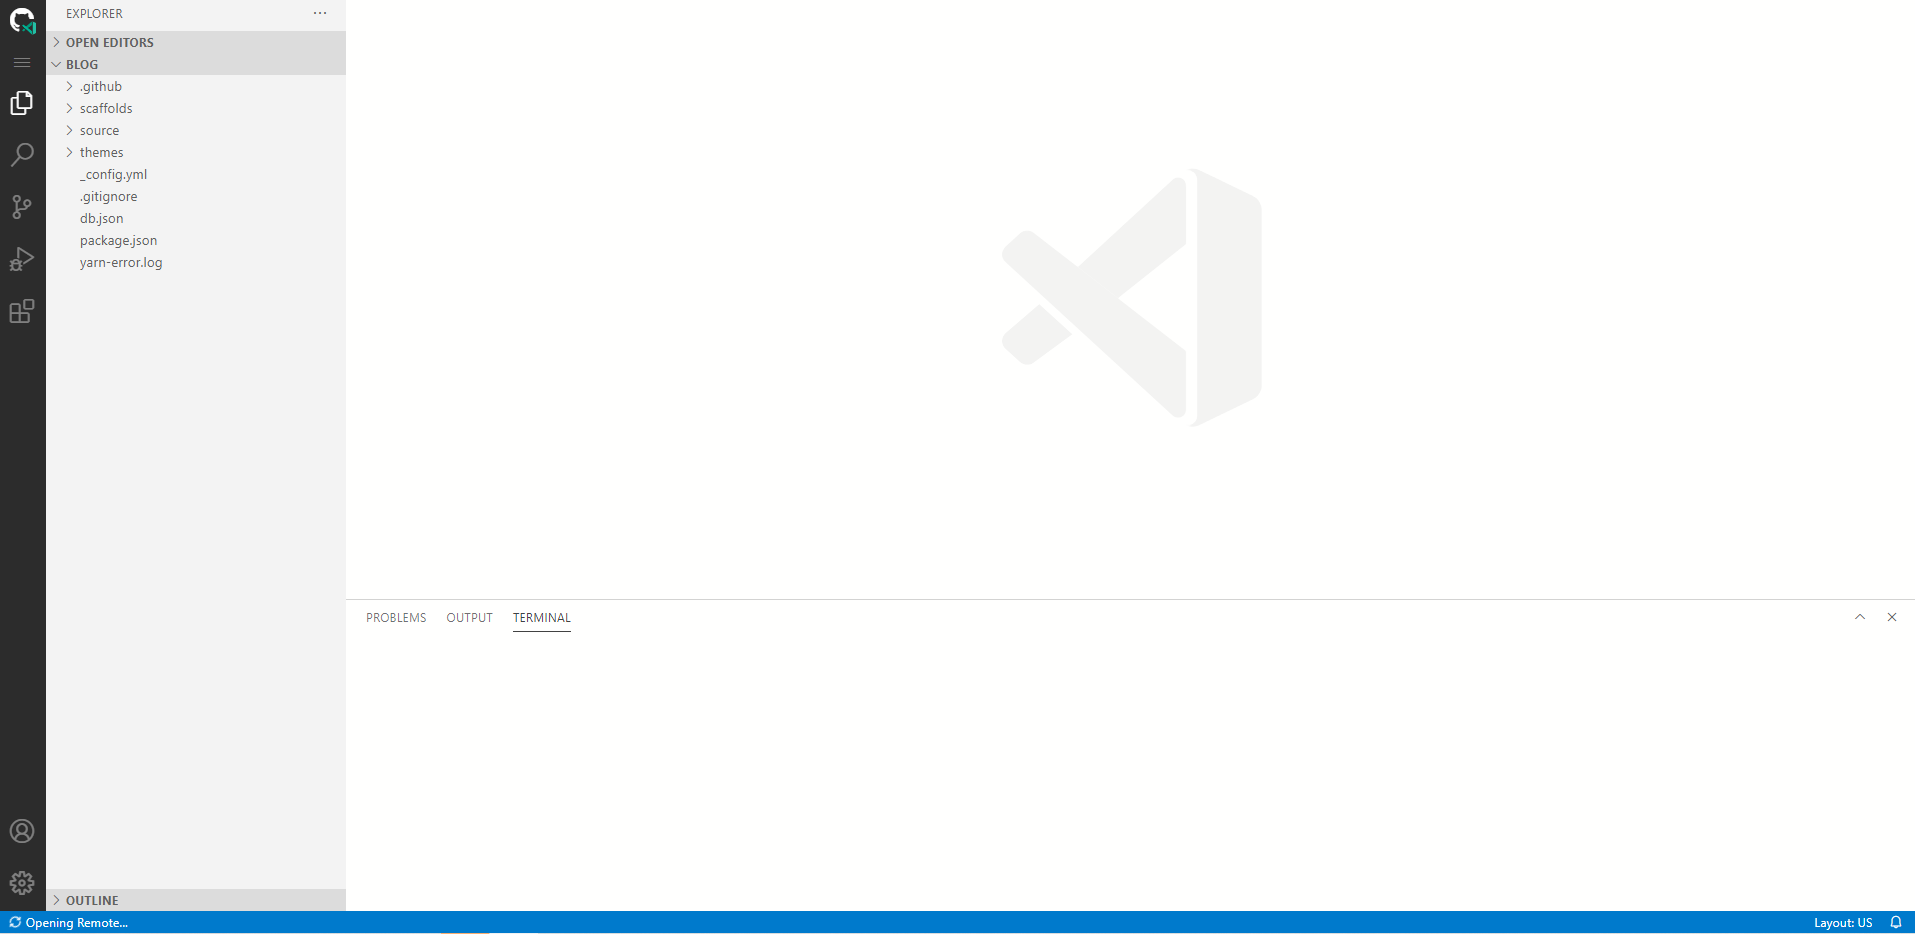 EXPLORER
OPEN EDITORS
BLOG
.github
scaffolds
source
themes
_config.yml
.gitignore
db.json
package.json
yarn-error.log
PROBLEMS OUTPUT TERMINAL
OUTLINE
Opening Remote... Layout: US